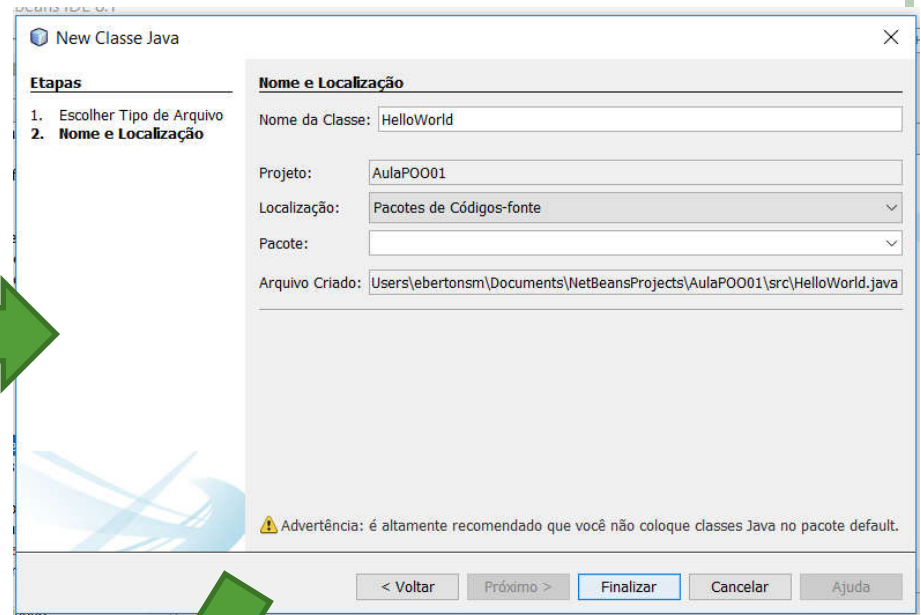 New Classe Java
Etapas
1. Escolher Tipo de Arquivo
2. Nome e Localização
Nome e Localização
Nome da Classe: HelloWorld
Projeto: AulaPOO01
Localização: Pacotes de Códigos-fonte
Pacote:
Arquivo Criado: Users\ebertonsm\Documents\NetBeansProjects\AulaPOO01\src\HelloWorld.java
Advertência: é altamente recomendado que você não coloque classes Java no pacote default.
< Voltar Próximo > Finalizar Cancelar Ajuda